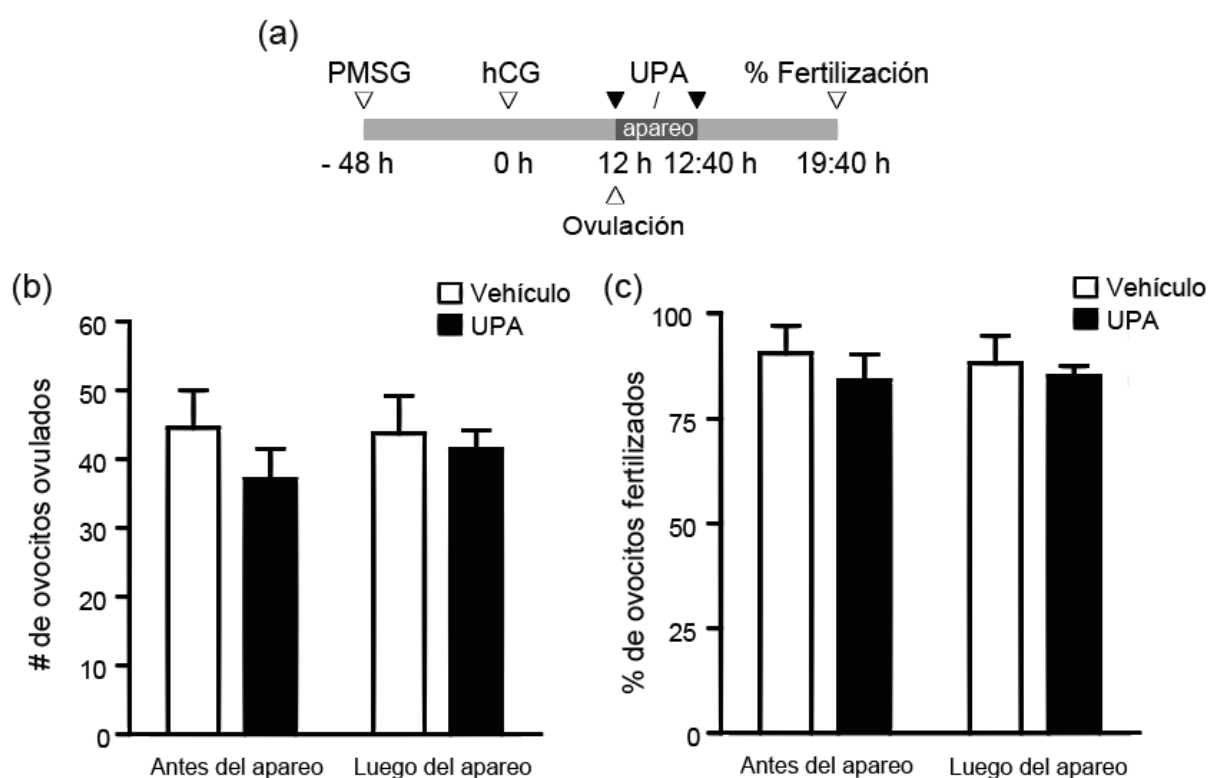 (a)
PMSG hCG UPA % Fertilización
/
apareo
- 48 h 0 h 12 h 12:40 h 19:40 h
Ovulación
(b)
Vehículo
UPA
# de ovocitos ovulados
60
50
40
30
20
10
0
Antes del apareo Luego del apareo
(c)
Vehículo
UPA
% de ovocitos fertilizados
100
75
50
25
0
Antes del apareo Luego del apareo